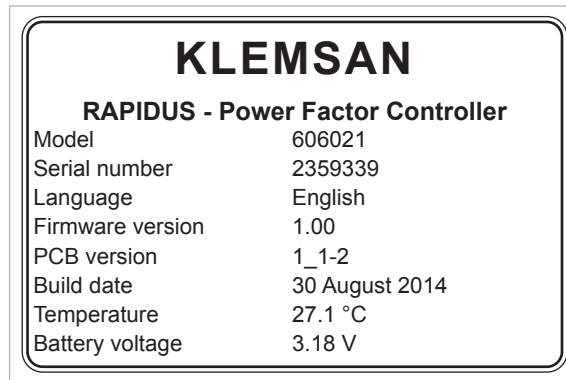 KLEMSAN
RAPIDUS - Power Factor Controller
Model 606021
Serial number 2359339
Language English
Firmware version 1.00
PCB version 1_1-2
Build date 30 August 2014
Temperature 27.1 °C
Battery voltage 3.18 V